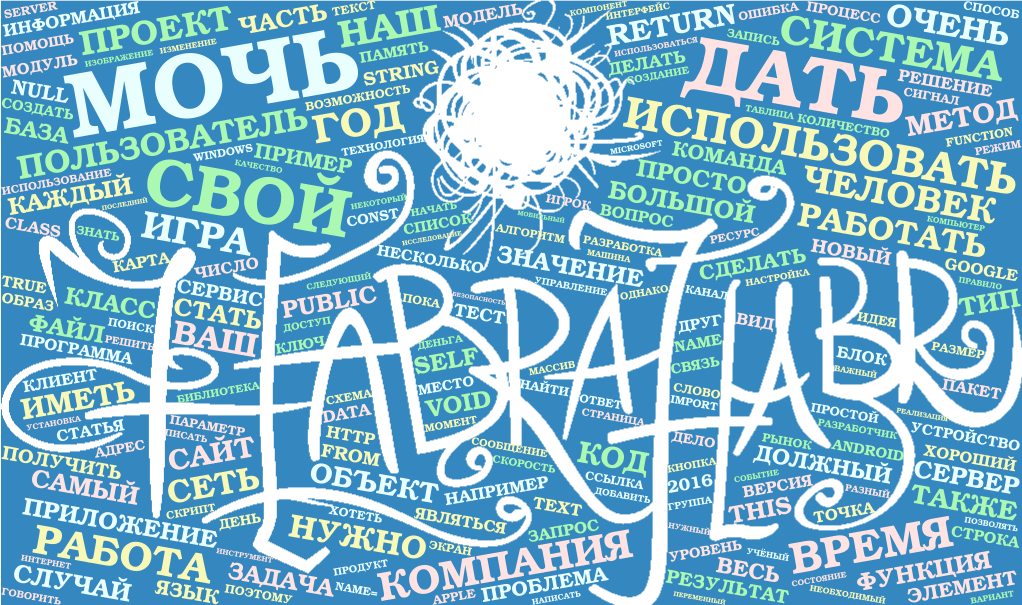 SERVER
ИНФОРМАЦИЯ
ПОМОЩЬ
МОДУЛЬ
ПРОЕКТ
ИЗОБРАЖЕНИЕ
ИЗМЕНЕНИЕ
ЧАСТЬ
ТЕКСТ
НАШ
МОДЕЛЬ
ПАМЯТЬ
STRING
ВОЗМОЖНОСТЬ
МОЧЬ
NULL
СОЗДАТЬ
БАЗА
ПОЛЬЗОВАТЕЛЬ
ГОД
ТЕХНОЛОГИЯ
WINDOWS
ПРИМЕР
КАЧЕСТВО
ИСПОЛЬЗОВАНИЕ
КАЖДЫЙ
ПОСЛЕДНИЙ
СВОЙ
НЕКОТОРЫЙ
CONST
НАЧАТЬ
СПИСОК
ИССЛЕДОВАНИЕ
CLASS
ЗНАТЬ
ИГРА
КАРТА
ЧИСЛО
НЕСКОЛЬКО
КОМПОНЕНТ
ИНТЕРФЕЙС
RETURN
ИСПОЛЬЗОВАТЬСЯ
ДЕЛАТЬ
СОЗДАНИЕ
ОШИБКА
ЗАПИСЬ
ПРОЦЕСС
СИСТЕМА
ОЧЕНЬ
СПОСОБ
ДАТЬ
РЕШЕНИЕ
СИГНАЛ
МЕТОД
ТАБЛИЦА
КОЛИЧЕСТВО
FUNCTION
РЕЖИМ
ИСПОЛЬЗОВАТЬ
MICROSOFT
КОМАНДА
ПРОСТО
ЧЕЛОВЕК
БОЛЬШОЙ
ВОПРОС
ИГРОК
МОБИЛЬНЫЙ
КОМПЬЮТЕР
РАБОТАТЬ
АЛГОРИТМ
РАЗРАБОТКА
МАШИНА
РЕСУРС
ЗНАЧЕНИЕ
УПРАВЛЕНИЕ
СДЕЛАТЬ
НАСТРОЙКА
НОВЫЙ
GOOGLE
ПРАВИЛО
ТИП
TRUE
ОБРАЗ
КЛАСС
СЕРВИС
СЛЕДУЮЩИЙ
PUBLIC
ПОКА
БЕЗОПАСНОСТЬ
ТЕСТ
ОДНАКО
КАНАЛ
ФАЙЛ
ПОИСК
СТАТЬ
ДОСТУП
ДРУГ
ВИД
ИДЕЯ
ПРОГРАММА
РЕШИТЬ
ВАШ
КЛЮЧ
ДЕНЬГА
NAME
БЛОК
РАЗМЕР
SELF
МАССИВ
СВЯЗЬ
ВАЖНЫЙ
КЛИЕНТ
БИБЛИОТЕКА
МЕСТО
НАЙТИ
СЛОВО
IMPORT
ПАКЕТ
ИМЕТЬ
СХЕМА
DATA
VOID
МОМЕНТ
ОТВЕТ
СТРАНИЦА
ПРОСТОЙ
РЕАЛИЗАЦИЯ
УСТАНОВКА
СТАТЬЯ
ПАРАМЕТР
ПИСАТЬ
HTTP
FROM
СООБЩЕНИЕ
СКОРОСТЬ
ДЕЛО
РЫНОК
РАЗРАБОТЧИК
ANDROID
УСТРОЙСТВО
АДРЕС
ПОЛУЧИТЬ
САЙТ
КОД
КНОПКА
ДОЛЖНЫЙ
ХОРОШИЙ
САМЫЙ
СЕТЬ
ОБЪЕКТ
НАПРИМЕР
ССЫЛКА
ДОБАВИТЬ
2016
СОБЫТИЕ
ВЕРСИЯ
РАЗНЫЙ
СЕРВЕР
ПРИЛОЖЕНИЕ
СКРИПТ
ДЕНЬ
ХОТЕТЬ
ЯВЛЯТЬСЯ
ТЕХТ
ГРУППА
THIS
ТОЧКА
ТАКЖЕ
ПОЗВОЛЯТЬ
РАБОТА
НУЖНО
ЭКРАН
ЗАПРОС
НУЖНЫЙ
ВРЕМЯ
СТРОКА
ИНТЕРНЕТ
ИНСТРУМЕНТ
ПРОДУКТ
КОМПАНИЯ
УРОВЕНЬ
УЧЁНЫЙ
СОСТОЯНИЕ
ФУНКЦИЯ
СЛУЧАЙ
ЯЗЫК
ЗАДАЧА
ПОЭТОМУ
NAME=
APPLE
ПРОБЛЕМА
НАПИСАТЬ
ВЕСЬ
РЕЗУЛЬТАТ
ПЕРЕМЕННЫЙ
НЕОБХОДИМЫЙ
ЭЛЕМЕНТ
ВАРИАНТ
ГОВОРИТЬ
HABRAHABR